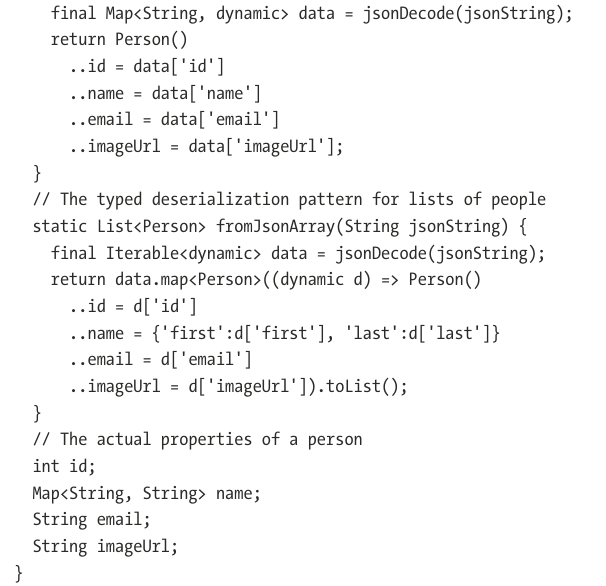 final Map<String, dynamic> data = jsonDecode(jsonString);
    return Person()
      ..id = data['id']
      ..name = data['name']
      ..email = data['email']
      ..imageUrl = data['imageUrl'];
  }
  // The typed deserialization pattern for lists of people
  static List<Person> fromJsonArray(String jsonString) {
    final Iterable<dynamic> data = jsonDecode(jsonString);
    return data.map<Person>((dynamic d) => Person()
      ..id = d['id']
      ..name = {'first':d['first'], 'last':d['last']}
      ..email = d['email']
      ..imageUrl = d['imageUrl']).toList();
  }
  // The actual properties of a person
  int id;
  Map<String, String> name;
  String email;
  String imageUrl;
}